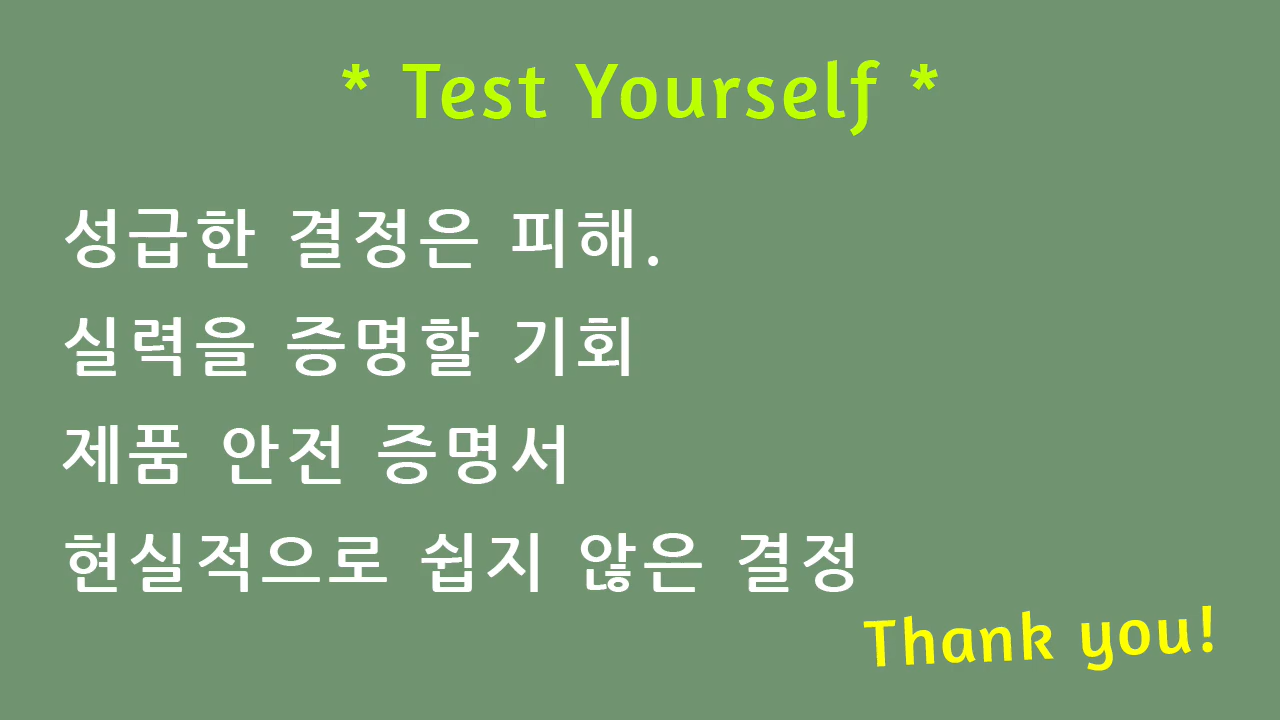 * Test Yourself *
성급한 결정은 피해.
실력을 증명할 기회
제품 안전 증명서
현실적으로 쉽지 않은 결정
Thank you!